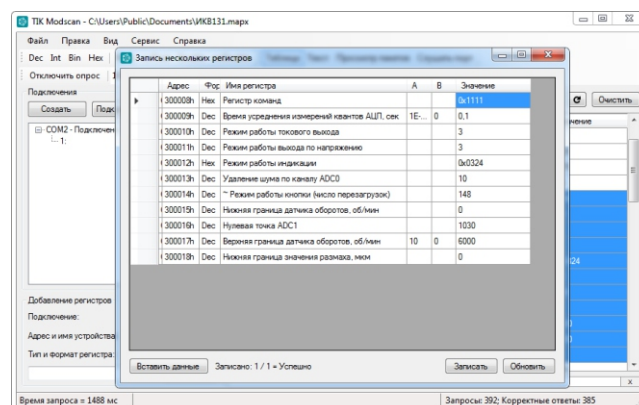 TIK Modscan - C:\Users\Public\Documents\ИКВ131.mapx
Файл Правка Вид Сервис Справка
Dec Int Bin Hex
Запись нескольких регистров
Отключить опрос
Подключения
Создать
COM2 - Подключен
1:
Очистить
Адрес Имя регистра A B Значение
300008h Hex Регистр команд 0x1111
300009h Dec Время усреднения измерений квантов АЦП, сек 1E-... 0 0,1
300010h Dec Режим работы токового выхода 3
300011h Dec Режим работы выхода по напряжению 3
300012h Hex Режим работы индикации 0x0324
300013h Dec Удаление шума по каналу ADC0 10
300014h Dec ~ Режим работы кнопки (число перезагрузок) 148
300015h Dec Нижняя граница датчика оборотов, об/мин 0
300016h Dec Нулевая точка ADC1 1030
300017h Dec Верхняя граница датчика оборотов, об/мин 10 0 6000
300018h Dec Нижняя граница значения размаха, мкм 0
Добавление регистров
Подключение:
Адрес и имя устройства
Тип и формат регистра:
Вставить данные Записано: 1 / 1 = Успешно Записать Обновить
Время запроса = 1488 мс Запросы: 392; Корректные ответы: 385